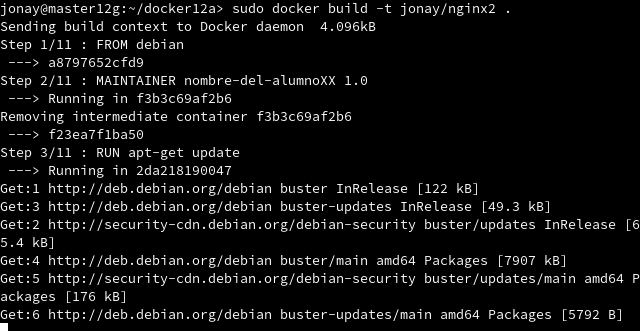 jonay@master12g:~/docker12a> sudo docker build -t jonay/nginx2 .
Sending build context to Docker daemon  4.096kB
Step 1/11 : FROM debian
 ---> a8797652cfd9
Step 2/11 : MAINTAINER nombre-del-alumnoXX 1.0
 ---> Running in f3b3c69af2b6
Removing intermediate container f3b3c69af2b6
 ---> f23ea7f1ba50
Step 3/11 : RUN apt-get update
 ---> Running in 2da218190047
Get:1 http://deb.debian.org/debian buster InRelease [122 kB]
Get:3 http://deb.debian.org/debian buster-updates InRelease [49.3 kB]
Get:2 http://security-cdn.debian.org/debian-security buster/updates InRelease [6
5.4 kB]
Get:4 http://deb.debian.org/debian buster/main amd64 Packages [7907 kB]
Get:5 http://security-cdn.debian.org/debian-security buster/updates/main amd64 P
ackages [176 kB]
Get:6 http://deb.debian.org/debian buster-updates/main amd64 Packages [5792 B]